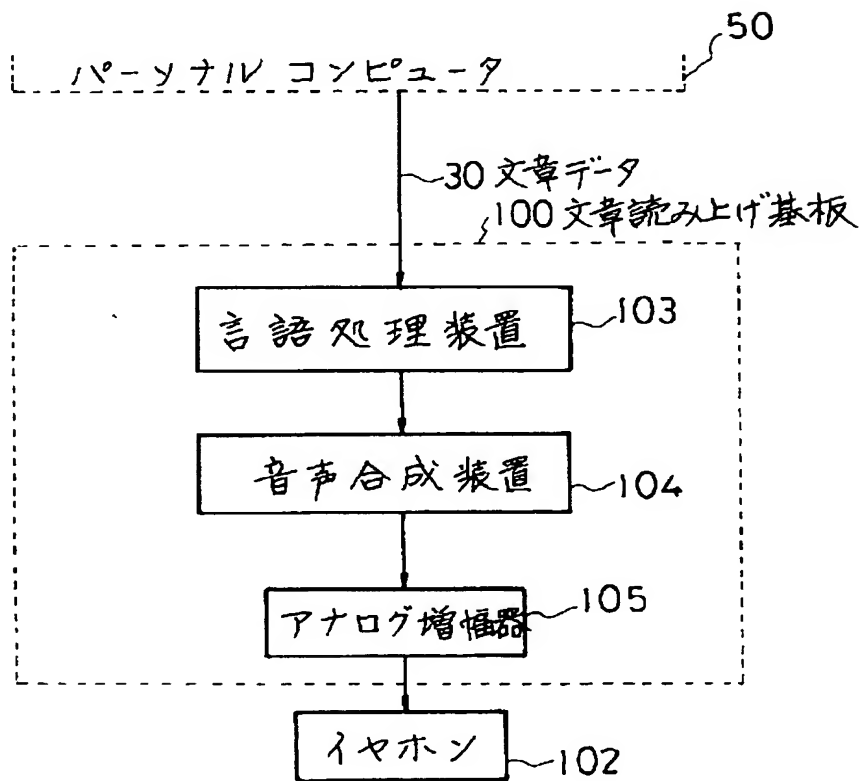 50
パーソナル コンピュータ
30 文章データ
100 文章読み上げ基板
言語処理装置 103
音声合成装置 104
アナログ増幅器 105
イヤホン 102